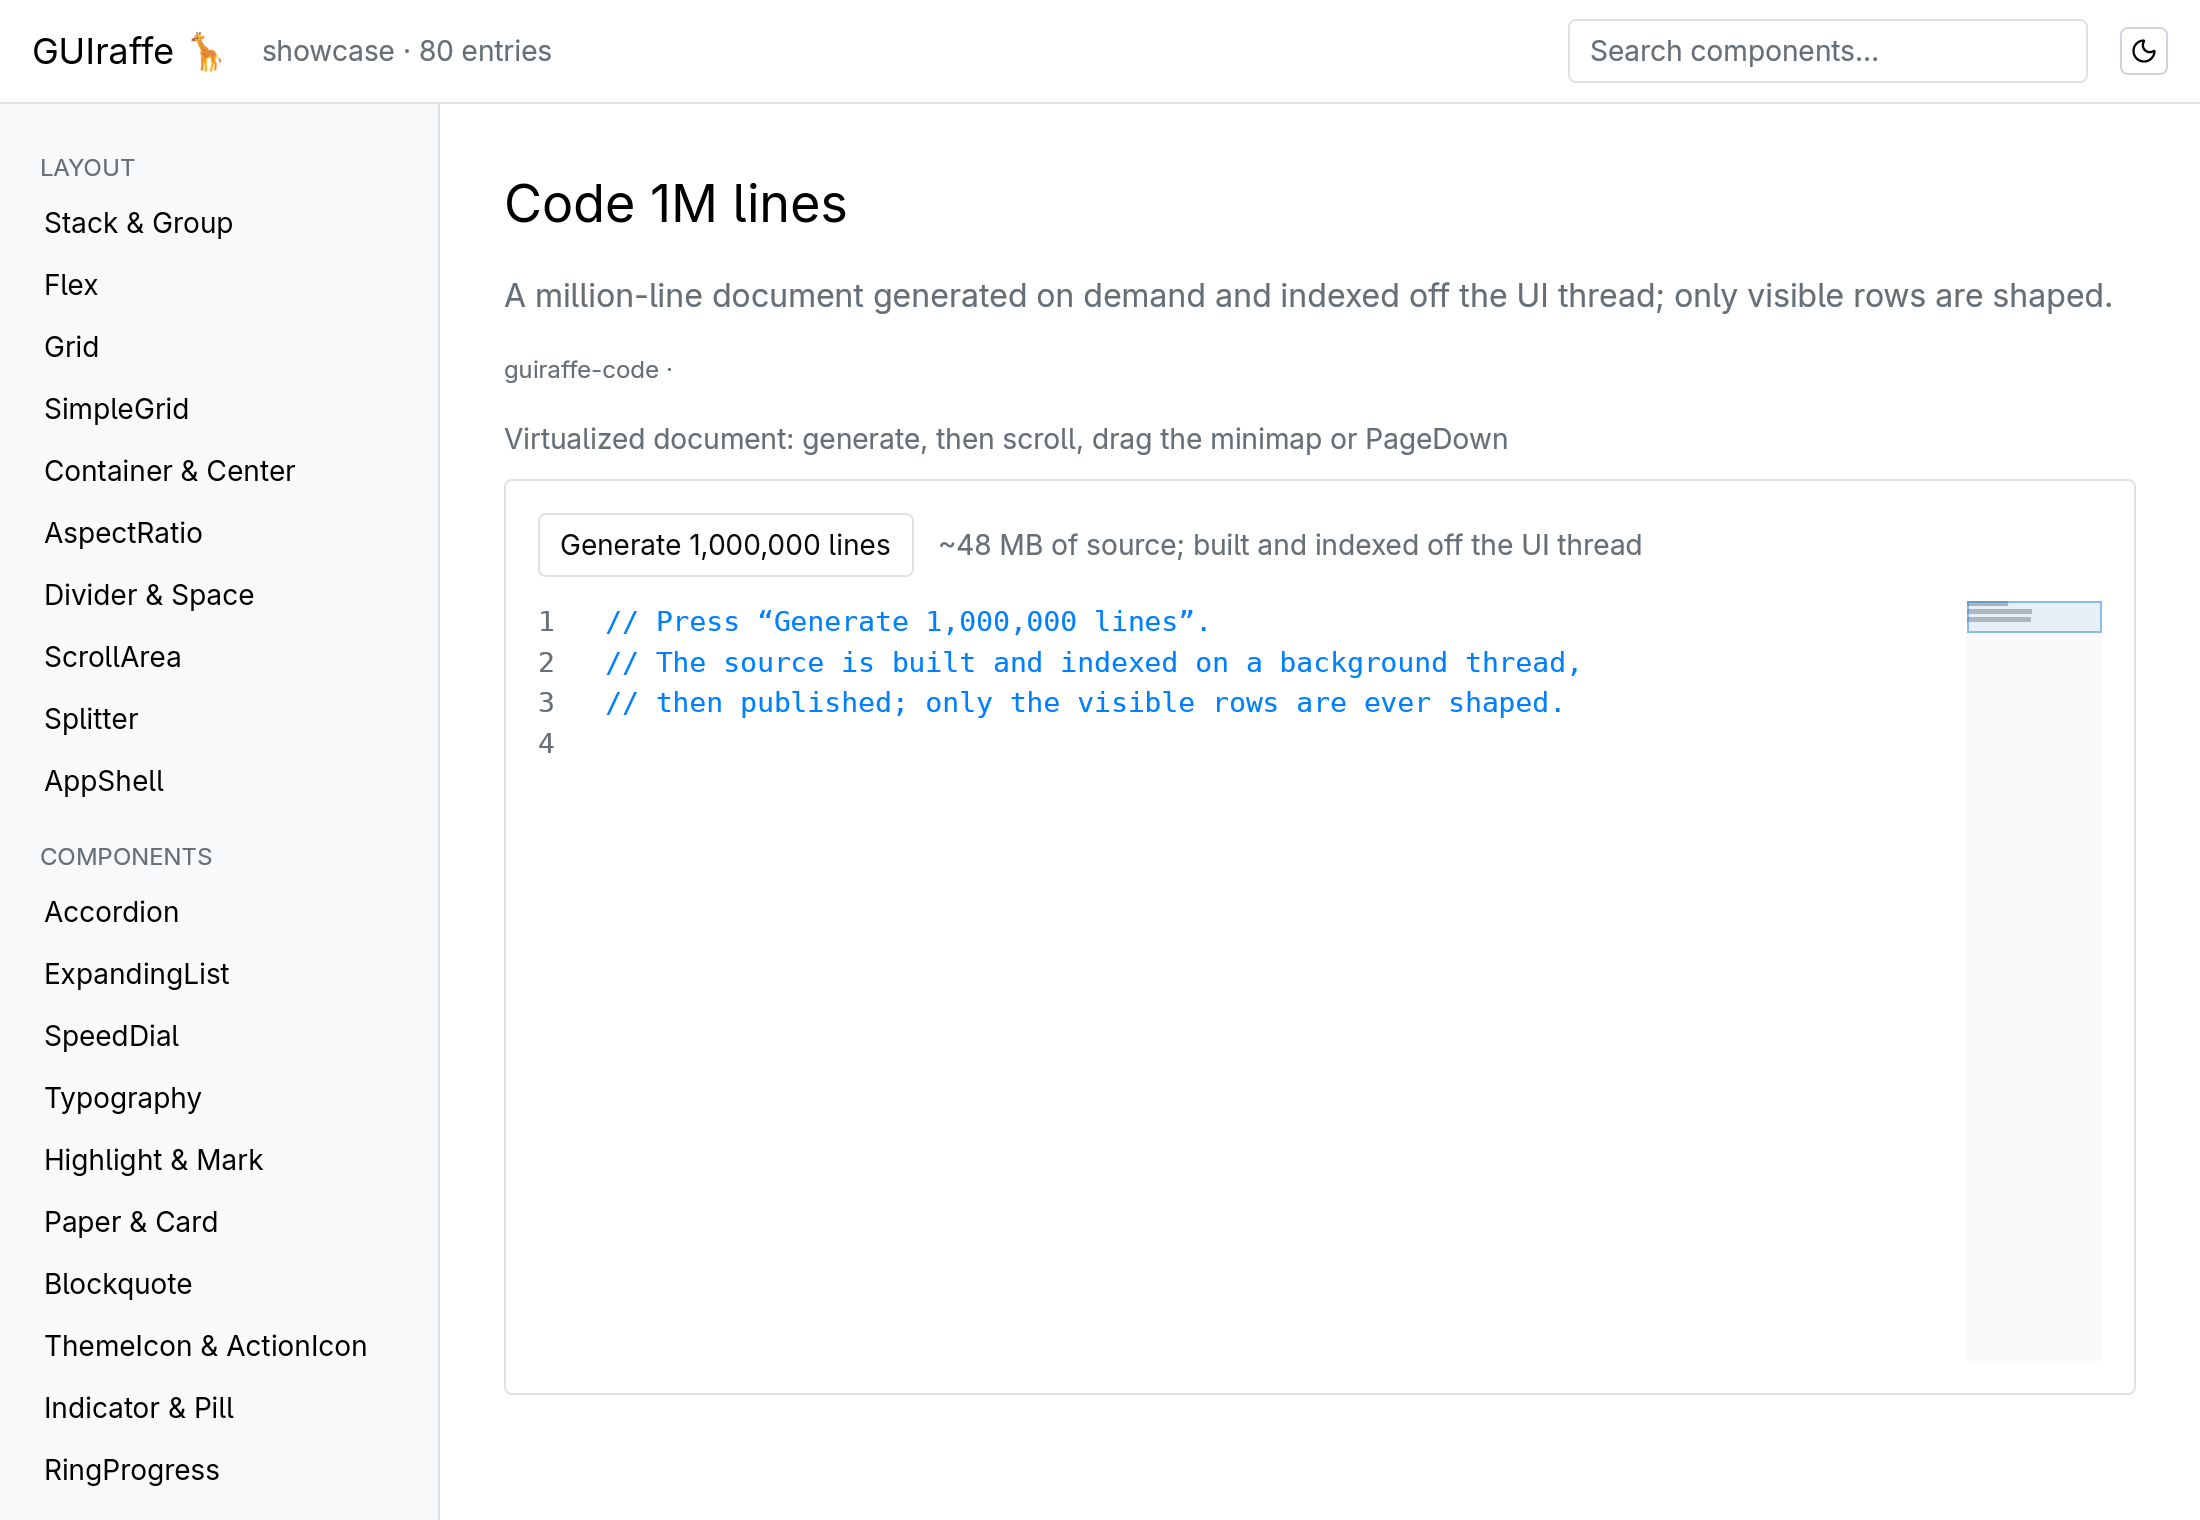 GUIraffe 🦒 showcase · 80 entries Search components...
LAYOUT
Stack & Group
Flex
Grid
SimpleGrid
Container & Center
AspectRatio
Divider & Space
ScrollArea
Splitter
AppShell
COMPONENTS
Accordion
ExpandingList
SpeedDial
Typography
Highlight & Mark
Paper & Card
Blockquote
ThemeIcon & ActionIcon
Indicator & Pill
RingProgress
Code 1M lines
A million-line document generated on demand and indexed off the UI thread; only visible rows are shaped.
guiraffe-code ·
Virtualized document: generate, then scroll, drag the minimap or PageDown
Generate 1,000,000 lines ~48 MB of source; built and indexed off the UI thread
1 // Press “Generate 1,000,000 lines”.
2 // The source is built and indexed on a background thread,
3 // then published; only the visible rows are ever shaped.
4